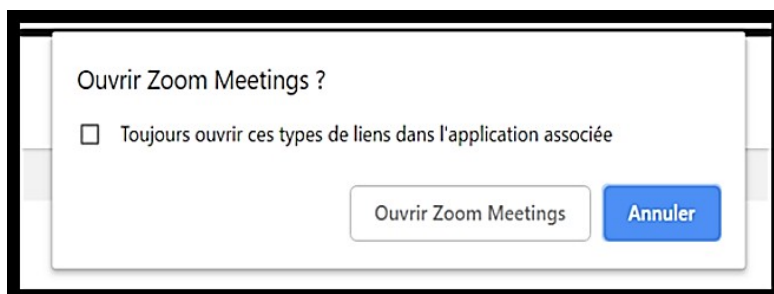 Ouvrir Zoom Meetings ?
Toujours ouvrir ces types de liens dans l'application associée
Ouvrir Zoom Meetings
Annuler